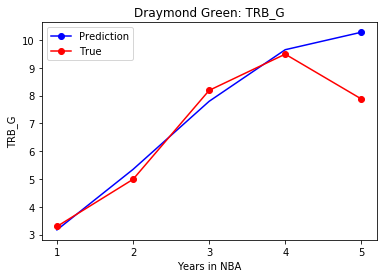 Draymond Green: TRB_G
Prediction
True
10
9
8
7
6
5
4
3
TRB_G
1 2 3 4 5
Years in NBA